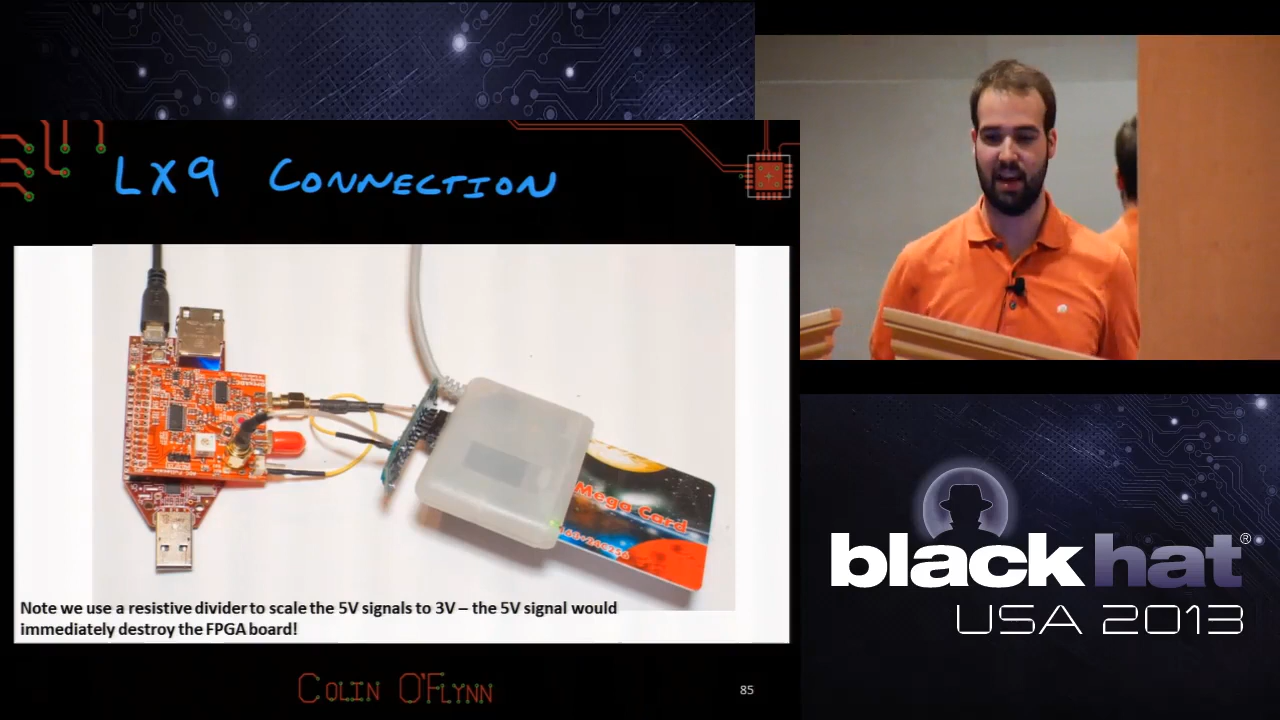 LX9 CONNECTION
Mega Card
Note we use a resistive divider to scale the 5V signals to 3V – the 5V signal would
immediately destroy the FPGA board!
COLIN O'FLYNN
85
black hat®
USA 2013